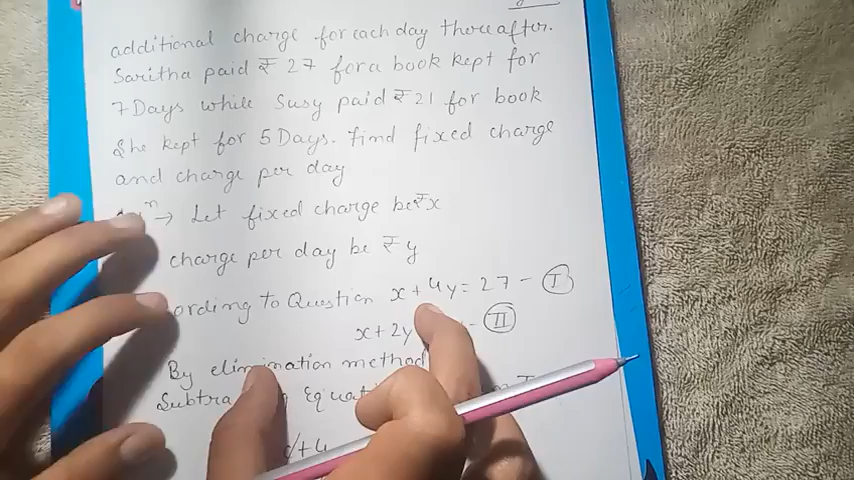 additional charge for each day thereafter.
Saritha paid ₹ 27 for a book kept for
7 Days while Susy paid ₹ 21 for book
She kept for 5 Days. Find fixed charge
and charge per day
n → Let fixed charge be ₹ x
charge per day be ₹ y
ording to Question x + 4y = 27 - I
x + 2y - II
By elimination method
Subtra Equat
+ 4